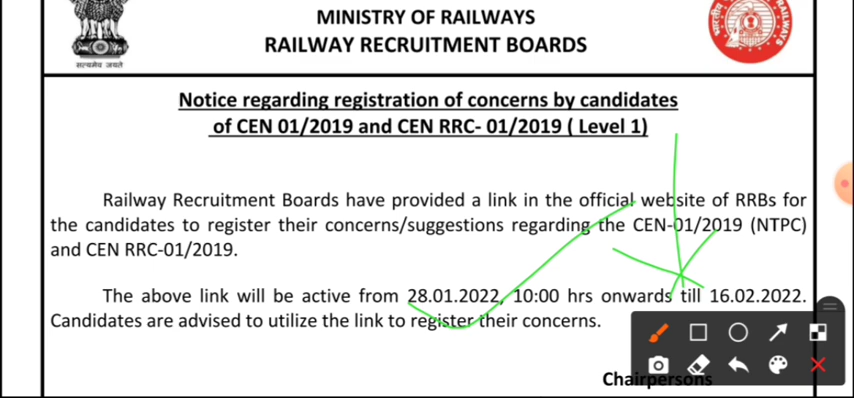 MINISTRY OF RAILWAYS
RAILWAY RECRUITMENT BOARDS
सत्यमेव जयते
Notice regarding registration of concerns by candidates
of CEN 01/2019 and CEN RRC- 01/2019 ( Level 1)
Railway Recruitment Boards have provided a link in the official website of RRBs for
the candidates to register their concerns/suggestions regarding the CEN-01/2019 (NTPC)
and CEN RRC-01/2019.
The above link will be active from 28.01.2022, 10:00 hrs onwards till 16.02.2022.
Candidates are advised to utilize the link to register their concerns.
Chairpersons